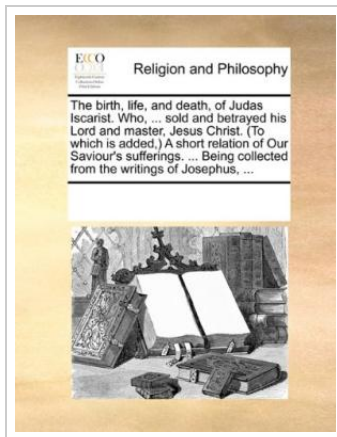 ECCO
Religion and Philosophy
The birth, life, and death, of Judas
Iscarist. Who, ... sold and betrayed his
Lord and master, Jesus Christ. (To
which is added,) A short relation of Our
Saviour's sufferings. ... Being collected
from the writings of Josephus, ...